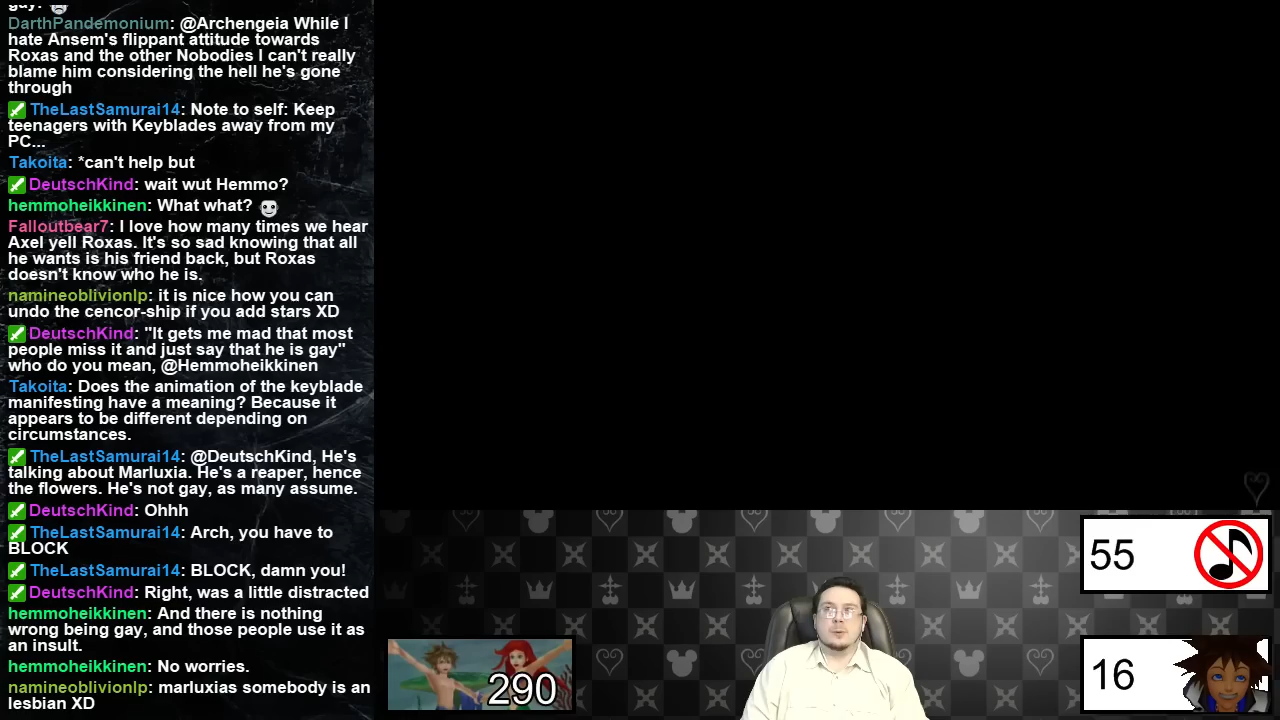 gay.
DarthPandemonium: @Archengeia While I
hate Ansem's flippant attitude towards
Roxas and the other Nobodies I can't really
blame him considering the hell he's gone
through
TheLastSamurai14: Note to self: Keep
teenagers with Keyblades away from my
PC...
Takoita: *can't help but
DeutschKind: wait wut Hemmo?
hemmoheikkinen: What what?
Falloutbear7: I love how many times we hear
Axel yell Roxas. It's so sad knowing that all
he wants is his friend back, but Roxas
doesn't know who he is.
namineoblivionlp: it is nice how you can
undo the cencor-ship if you add stars XD
DeutschKind: "It gets me mad that most
people miss it and just say that he is gay"
who do you mean, @Hemmoheikkinen
Takoita: Does the animation of the keyblade
manifesting have a meaning? Because it
appears to be different depending on
circumstances.
TheLastSamurai14: @DeutschKind, He's
talking about Marluxia. He's a reaper, hence
the flowers. He's not gay, as many assume.
DeutschKind: Ohhh
TheLastSamurai14: Arch, you have to
BLOCK
TheLastSamurai14: BLOCK, damn you!
DeutschKind: Right, was a little distracted
hemmoheikkinen: And there is nothing
wrong being gay, and those people use it as
an insult.
hemmoheikkinen: No worries.
namineoblivionlp: marluxias somebody is an
lesbian XD
55
290
16